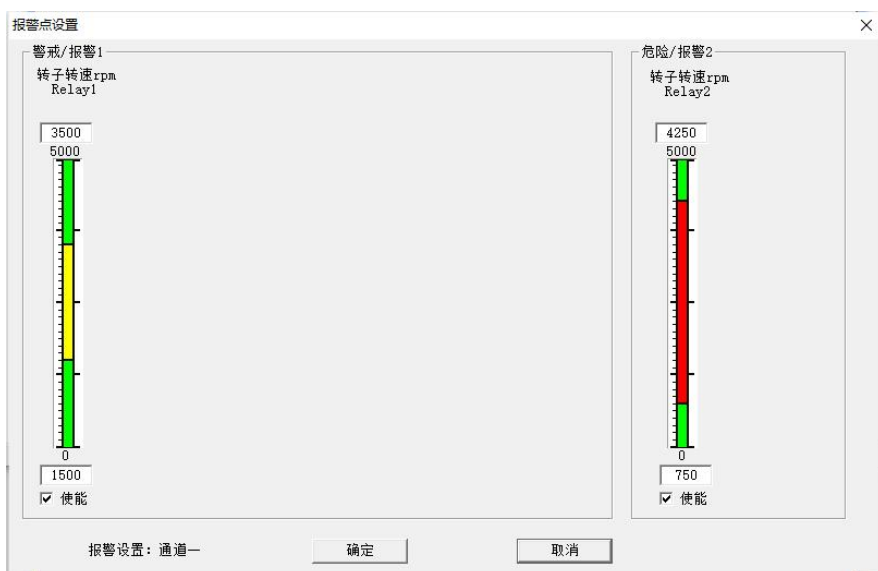 报警点设置
警戒/报警1
转子转速rpm
Relay1
3500
5000
0
1500
使能
危险/报警2
转子转速rpm
Relay2
4250
5000
0
750
使能
报警设置：通道一
确定
取消